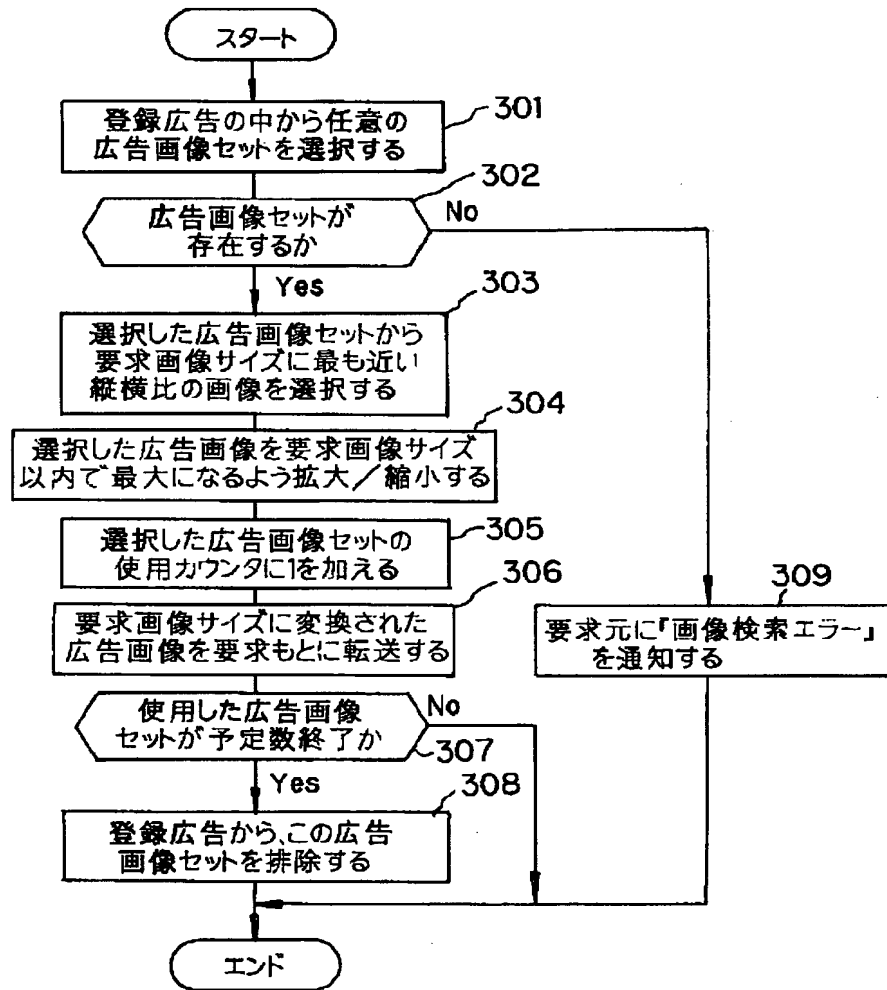 スタート
301
登録広告の中から任意の
広告画像セットを選択する
302
広告画像セットが
存在するか
No
Yes
303
選択した広告画像セットから
要求画像サイズに最も近い
縦横比の画像を選択する
304
選択した広告画像を要求画像サイズ
以内で最大になるよう拡大/縮小する
305
選択した広告画像セットの
使用カウンタに1を加える
306
要求画像サイズに変換された
広告画像を要求もとに転送する
309
要求元に『画像検索エラー』
を通知する
使用した広告画像
セットが予定数終了か
No
307
Yes
308
登録広告から、この広告
画像セットを排除する
エンド